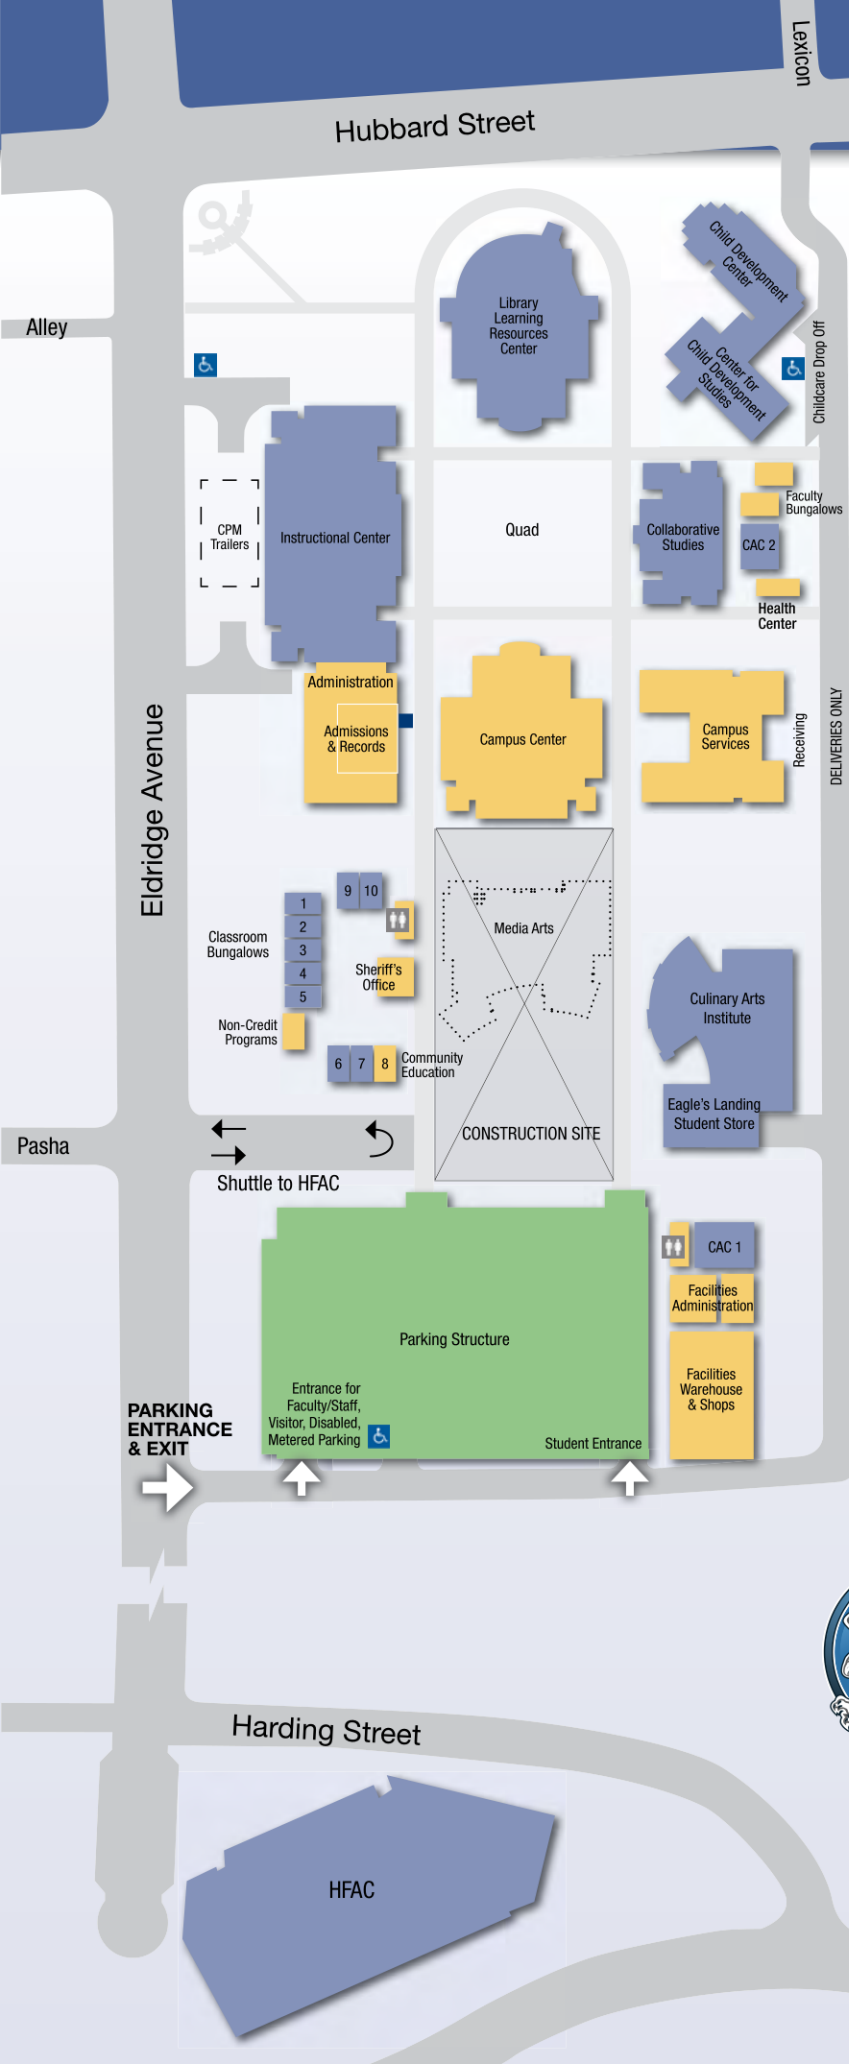 Lexicon
Hubbard Street
Child Development
Center
Library
Learning
Resources
Center
Alley
Center for
Child Development
Studies
Childcare Drop Off
CPM
Trailers
Instructional Center
Quad
Collaborative
Studies
Faculty
Bungalows
CAC 2
Health
Center
Administration
Admissions
& Records
Campus Center
Campus
Services
Receiving
DELIVERIES ONLY
Eldridge Avenue
9
10
1
2
3
4
5
Classroom
Bungalows
Sheriff's
Office
Media Arts
Culinary Arts
Institute
Non-Credit
Programs
6
7
8
Community
Education
Eagle's Landing
Student Store
Pasha
CONSTRUCTION SITE
Shuttle to HFAC
CAC 1
Facilities
Administration
Parking Structure
Facilities
Warehouse
& Shops
Entrance for
Faculty/Staff,
Visitor, Disabled,
Metered Parking
Student Entrance
PARKING
ENTRANCE
& EXIT
Harding Street
HFAC